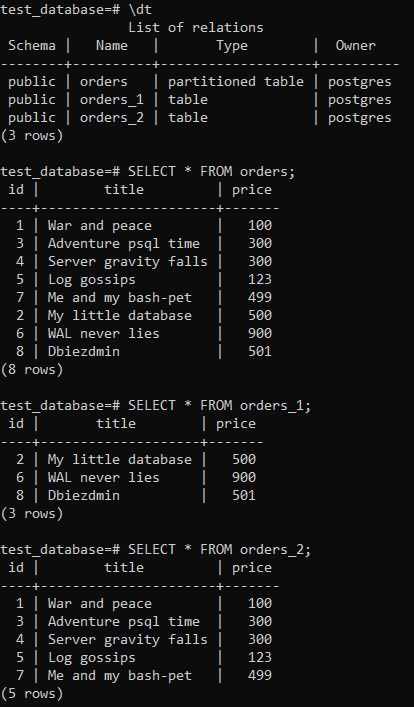 test_database=# \dt
                List of relations
 Schema |   Name   |       Type        |  Owner
--------+----------+-------------------+----------
 public | orders   | partitioned table | postgres
 public | orders_1 | table             | postgres
 public | orders_2 | table             | postgres
(3 rows)

test_database=# SELECT * FROM orders;
 id |        title         | price
----+----------------------+-------
  1 | War and peace        |   100
  3 | Adventure psql time  |   300
  4 | Server gravity falls |   300
  5 | Log gossips          |   123
  7 | Me and my bash-pet   |   499
  2 | My little database   |   500
  6 | WAL never lies       |   900
  8 | Dbiezdmin            |   501
(8 rows)

test_database=# SELECT * FROM orders_1;
 id |       title        | price
----+--------------------+-------
  2 | My little database |   500
  6 | WAL never lies     |   900
  8 | Dbiezdmin          |   501
(3 rows)

test_database=# SELECT * FROM orders_2;
 id |        title         | price
----+----------------------+-------
  1 | War and peace        |   100
  3 | Adventure psql time  |   300
  4 | Server gravity falls |   300
  5 | Log gossips          |   123
  7 | Me and my bash-pet   |   499
(5 rows)